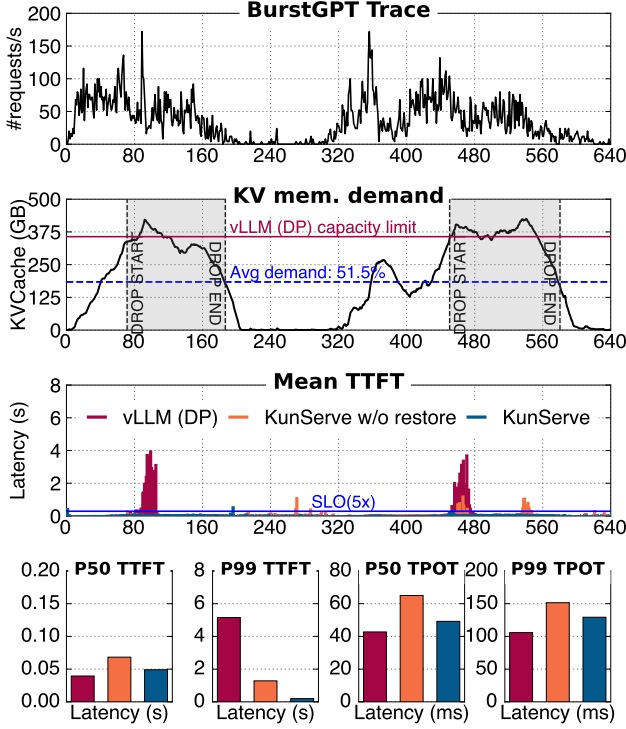 BurstGPT Trace
#requests/s
200
150
100
50
0
0 80 160 240 320 400 480 560 640
KV mem. demand
KVCache (GB)
500
375
250
125
0
vLLM (DP) capacity limit
Avg demand: 51.5%
DROP START
DROP END
DROP START
DROP END
0 80 160 240 320 400 480 560 640
Mean TTFT
Latency (s)
8
6
4
2
0
vLLM (DP) KunServe w/o restore KunServe
SLO(5x)
0 80 160 240 320 400 480 560 640
P50 TTFT
0.20
0.15
0.10
0.05
0.00
Latency (s)
P99 TTFT
8
6
4
2
0
Latency (s)
P50 TPOT
80
60
40
20
0
Latency (ms)
P99 TPOT
200
150
100
50
0
Latency (ms)